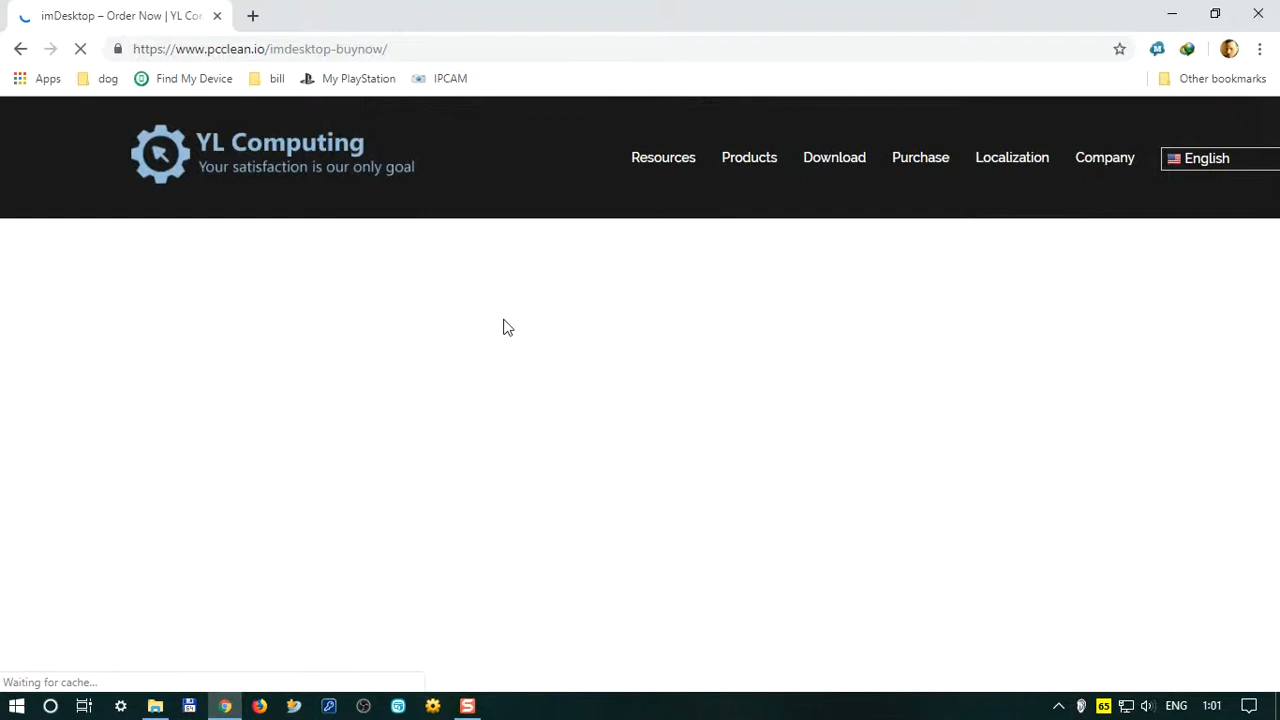 imDesktop – Order Now | YL Cor
https://www.pcclean.io/imdesktop-buynow/
Apps
dog
Find My Device
bill
My PlayStation
IPCAM
Other bookmarks
YL Computing
Your satisfaction is our only goal
Resources
Products
Download
Purchase
Localization
Company
English
Waiting for cache...
65
ENG
1:01